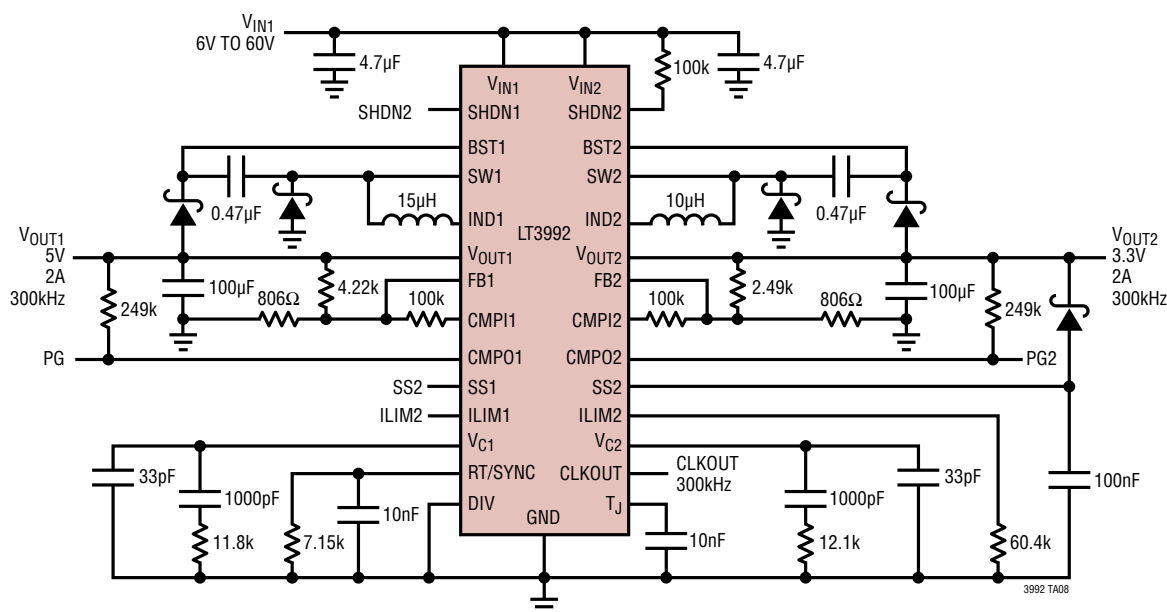 VIN1
6V TO 60V
4.7µF
100k
4.7µF
VIN1
VIN2
SHDN2
SHDN1
SHDN2
BST1
BST2
SW1
SW2
0.47µF
15µH
10µH
0.47µF
IND1
IND2
LT3992
VOUT1
5V
2A
300kHz
VOUT1
VOUT2
VOUT2
3.3V
2A
300kHz
FB1
FB2
249k
100µF
806Ω
4.22k
100k
100k
2.49k
806Ω
100µF
249k
CMPI1
CMPI2
PG
CMPO1
CMPO2
PG2
SS2
SS1
SS2
ILIM2
ILIM1
ILIM2
VC1
VC2
33pF
1000pF
11.8k
7.15k
10nF
RT/SYNC
CLKOUT
CLKOUT
300kHz
DIV
TJ
GND
10nF
1000pF
12.1k
33pF
60.4k
100nF
3992 TA08